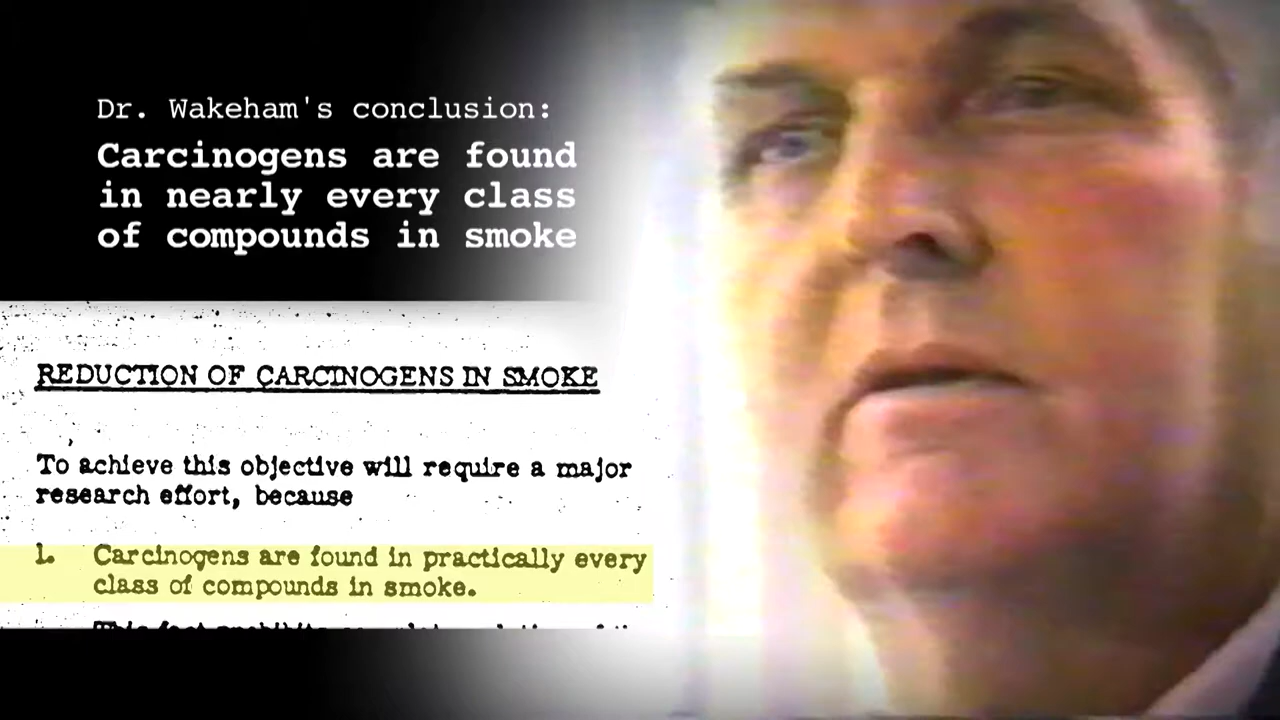 Dr. Wakeham's conclusion:
Carcinogens are found
in nearly every class
of compounds in smoke
REDUCTION OF CARCINOGENS IN SMOKE
To achieve this objective will require a major
research effort, because
1. Carcinogens are found in practically every
class of compounds in smoke.